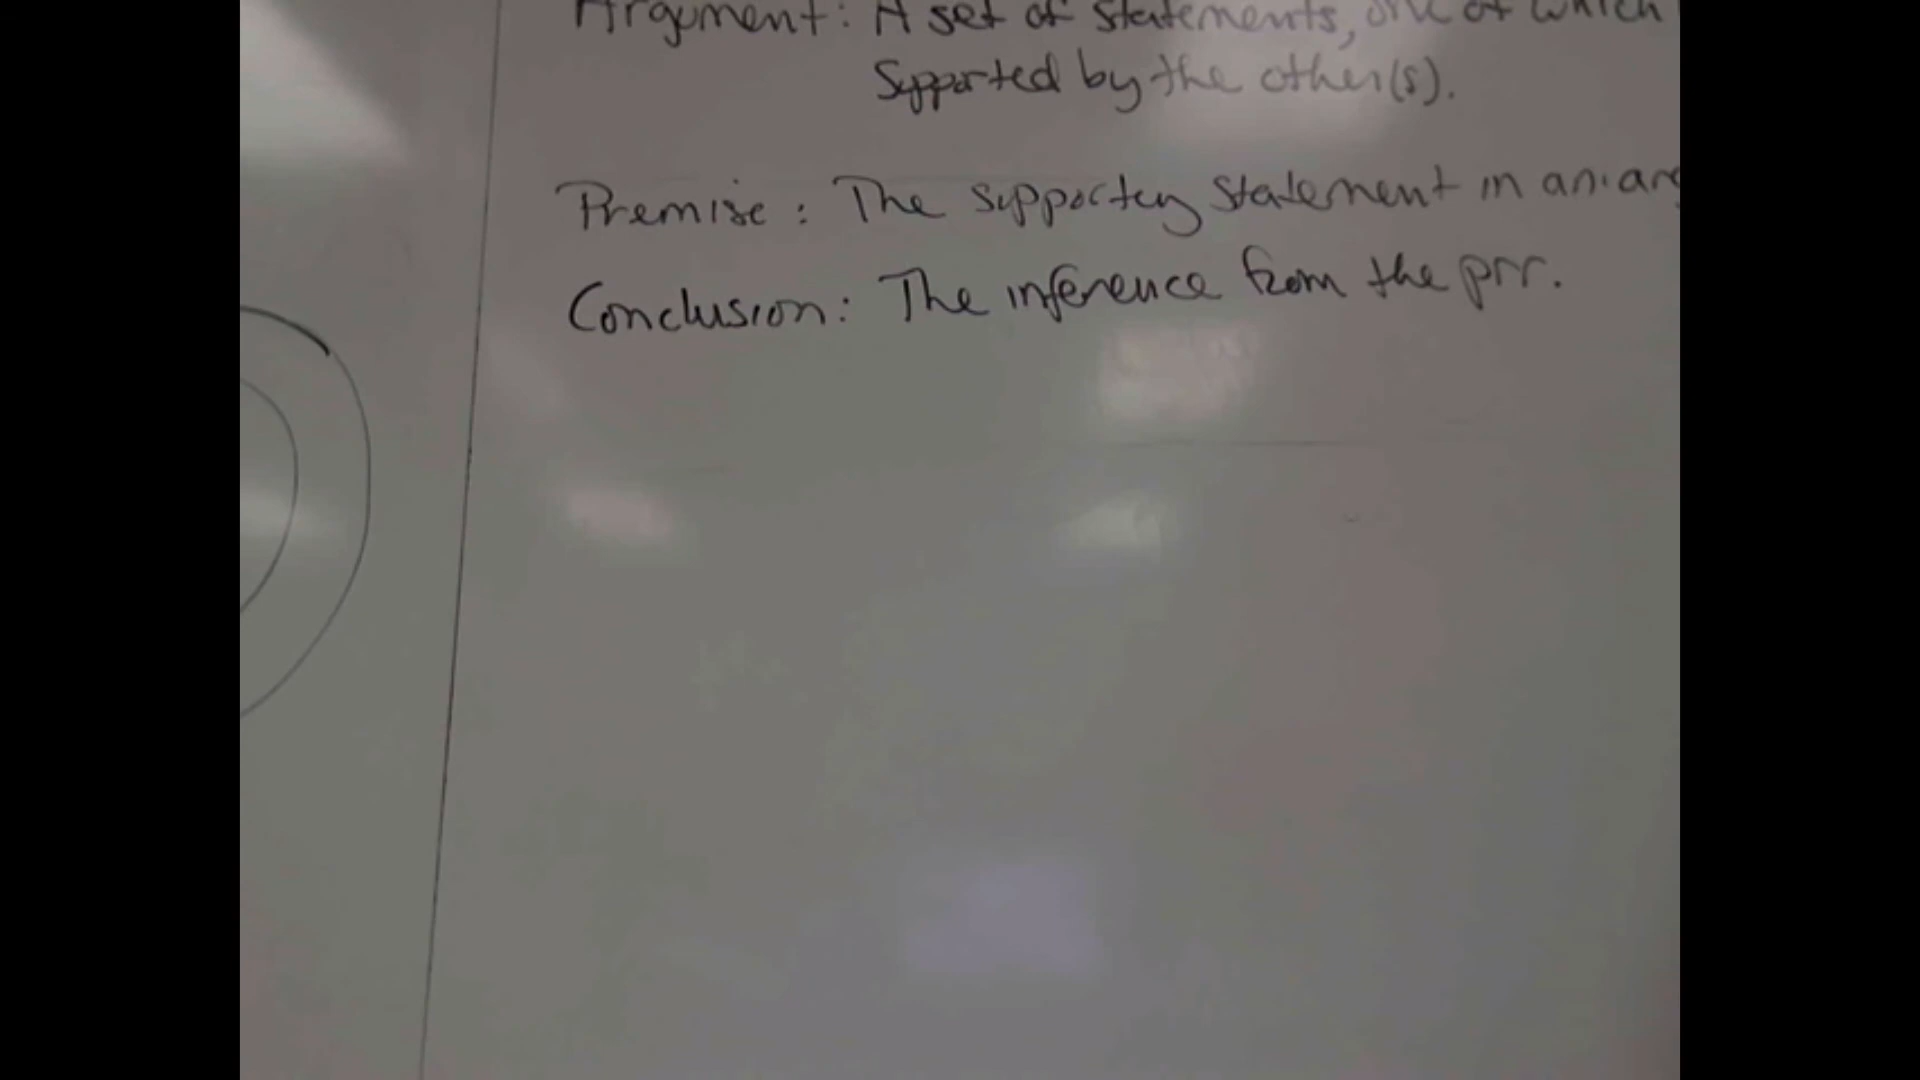 Argument: A set of statements, one of which
Supported by the other(s).
Premise: The supporting statement in an arg
Conclusion: The inference from the prr.